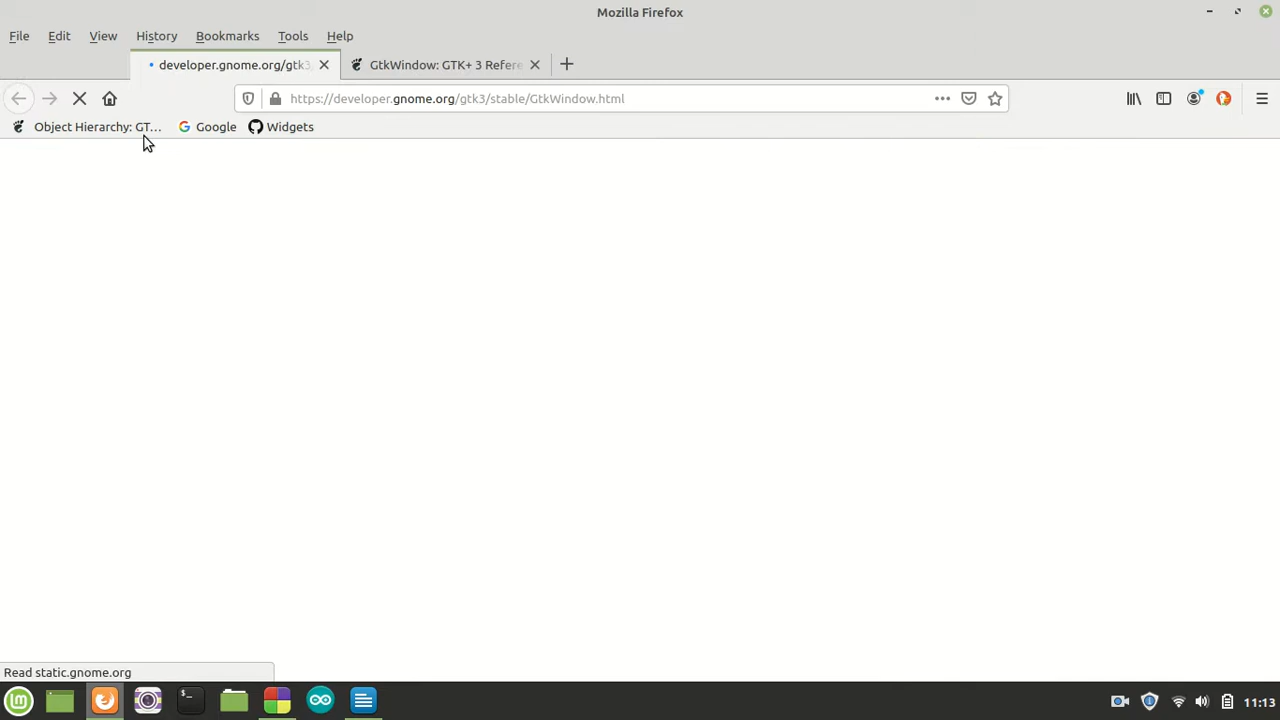 Mozilla Firefox
File Edit View History Bookmarks Tools Help
developer.gnome.org/gtk3 GtkWindow: GTK+ 3 Refere
https://developer.gnome.org/gtk3/stable/GtkWindow.html
Object Hierarchy: GT... Google Widgets
Read static.gnome.org
11:13